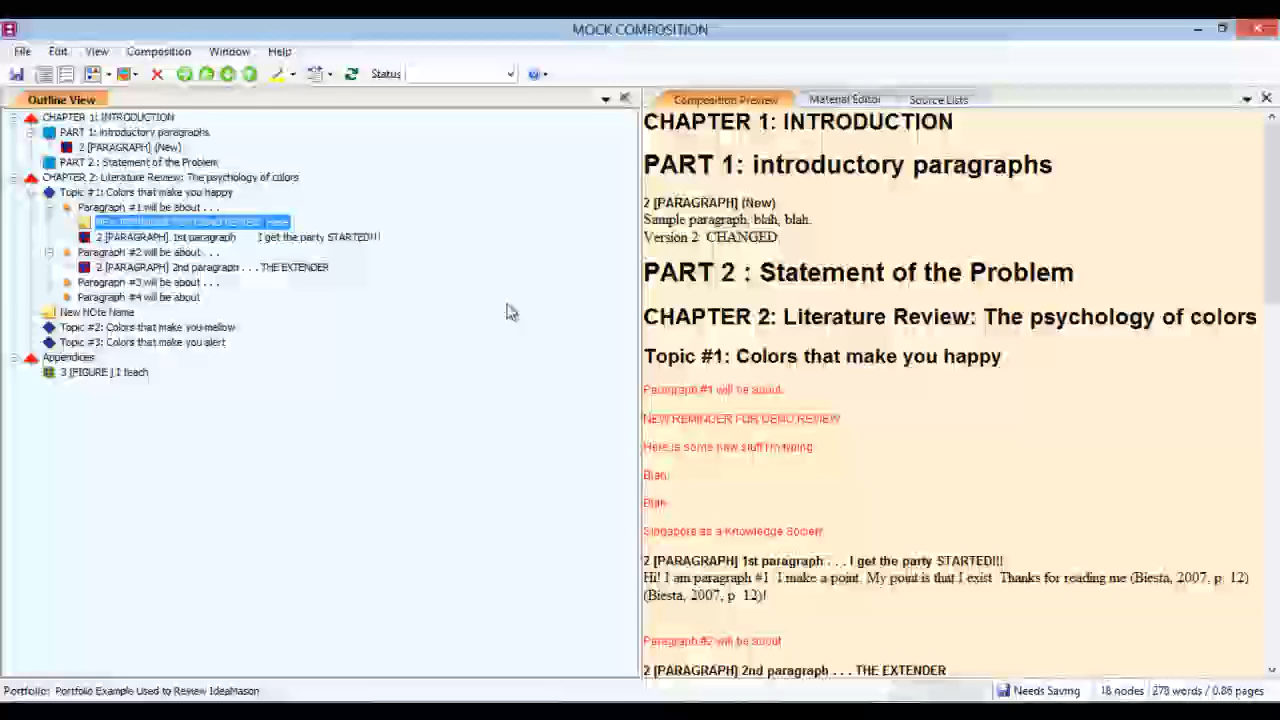 MOCK COMPOSITION
File Edit View Composition Window Help
Status
Outline View
CHAPTER 1: INTRODUCTION
PART 1: introductory paragraphs
2 [PARAGRAPH] (New)
PART 2 : Statement of the Problem
CHAPTER 2: Literature Review: The psychology of colors
Topic #1: Colors that make you happy
Paragraph #1 will be about . . .
NEW REMINDER FOR DEMO REVIEW
2 [PARAGRAPH] 1st paragraph . . . I get the party STARTED!!!
Paragraph #2 will be about . . .
2 [PARAGRAPH] 2nd paragraph . . . THE EXTENDER
Paragraph #3 will be about . . .
Paragraph #4 will be about
New NOte Name
Topic #2: Colors that make you mellow
Topic #3: Colors that make you alert
Appendices
3 [FIGURE ] I teach
Composition Preview Material Editor Source Lists
CHAPTER 1: INTRODUCTION
PART 1: introductory paragraphs
2 [PARAGRAPH] (New)
Sample paragraph, blah, blah.
Version 2 CHANGED
PART 2 : Statement of the Problem
CHAPTER 2: Literature Review: The psychology of colors
Topic #1: Colors that make you happy
Paragraph #1 will be about
NEW REMINDER FOR DEMO REVIEW
Here is some new stuff I'm typing
Blah
Blah
Singapore as a Knowledge Society
2 [PARAGRAPH] 1st paragraph . . . I get the party STARTED!!!
Hi! I am paragraph #1 I make a point. My point is that I exist Thanks for reading me (Biesta, 2007, p 12)
(Biesta, 2007, p 12)!
Paragraph #2 will be about
2 [PARAGRAPH] 2nd paragraph . . . THE EXTENDER
Portfolio: Portfolio Example Used to Review IdeaMason
Needs Saving 18 nodes 278 words / 0.86 pages